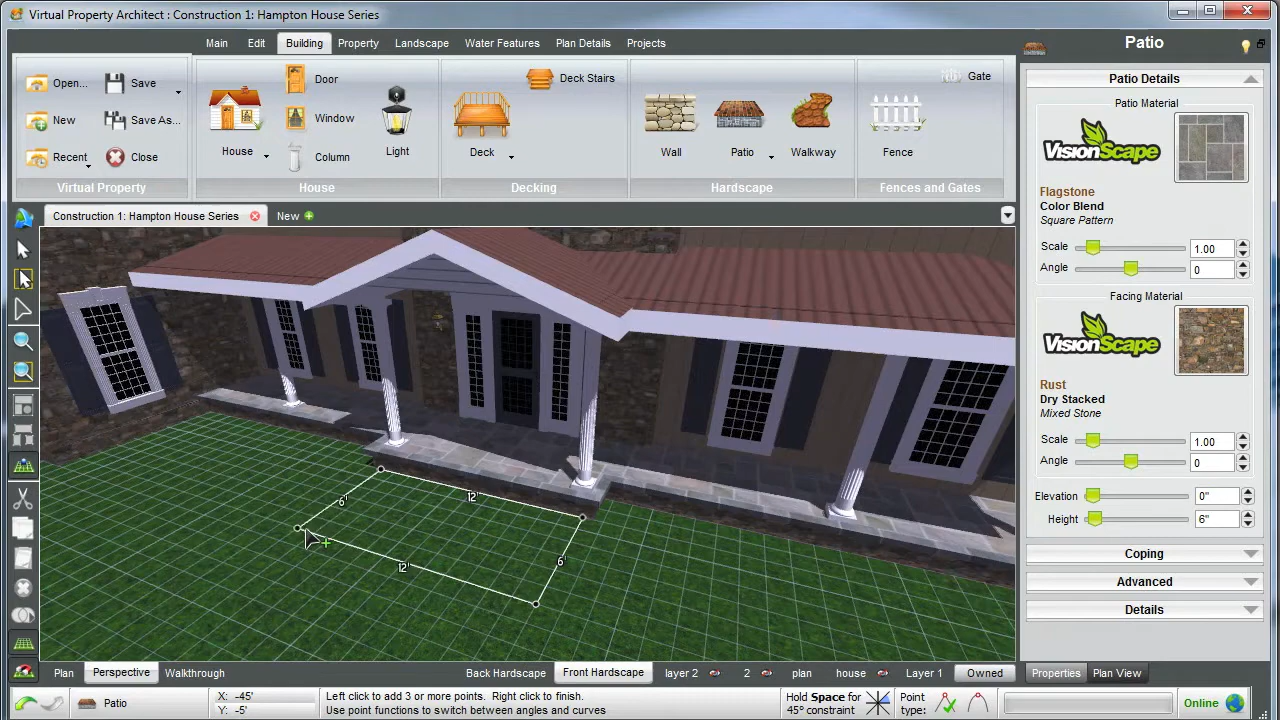 Virtual Property Architect : Construction 1: Hampton House Series
Main Edit Building Property Landscape Water Features Plan Details Projects
Open... Save
New Save As...
Recent Close
Virtual Property
House
Door
Window
Column
Light
House
Deck
Deck Stairs
Decking
Wall Patio Walkway
Hardscape
Gate
Fence
Fences and Gates
Construction 1: Hampton House Series New
6'
12'
12'
6'
Patio
Patio Details
Patio Material
VisionScape
Flagstone
Color Blend
Square Pattern
Scale 1.00
Angle 0
Facing Material
VisionScape
Rust
Dry Stacked
Mixed Stone
Scale 1.00
Angle 0
Elevation 0"
Height 6"
Coping
Advanced
Details
Properties Plan View
Plan Perspective Walkthrough
Back Hardscape Front Hardscape layer 2 2 plan house Layer 1 Owned
Patio
X: -45'
Y: -5'
Left click to add 3 or more points. Right click to finish.
Use point functions to switch between angles and curves
Hold Space for
45° constraint
Point
type:
Online